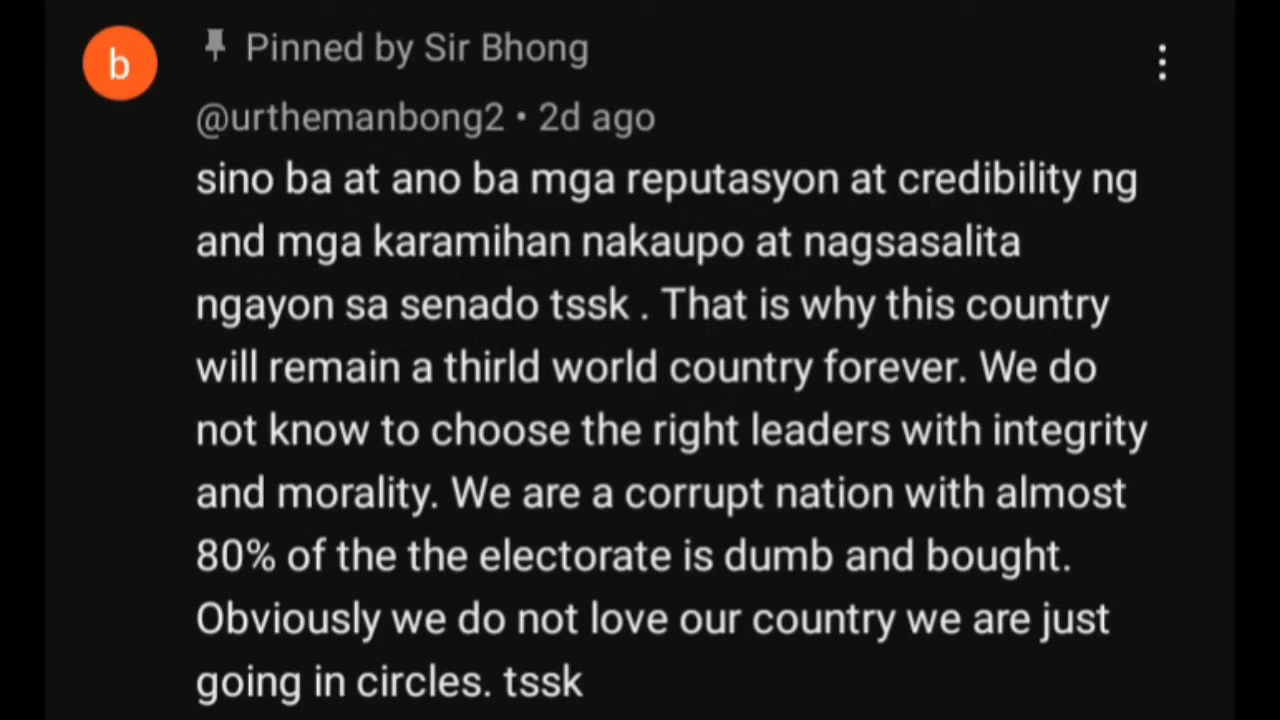 b
Pinned by Sir Bhong
@urthemanbong2 • 2d ago
sino ba at ano ba mga reputasyon at credibility ng
and mga karamihan nakaupo at nagsasalita
ngayon sa senado tssk . That is why this country
will remain a thirld world country forever. We do
not know to choose the right leaders with integrity
and morality. We are a corrupt nation with almost
80% of the the electorate is dumb and bought.
Obviously we do not love our country we are just
going in circles. tssk